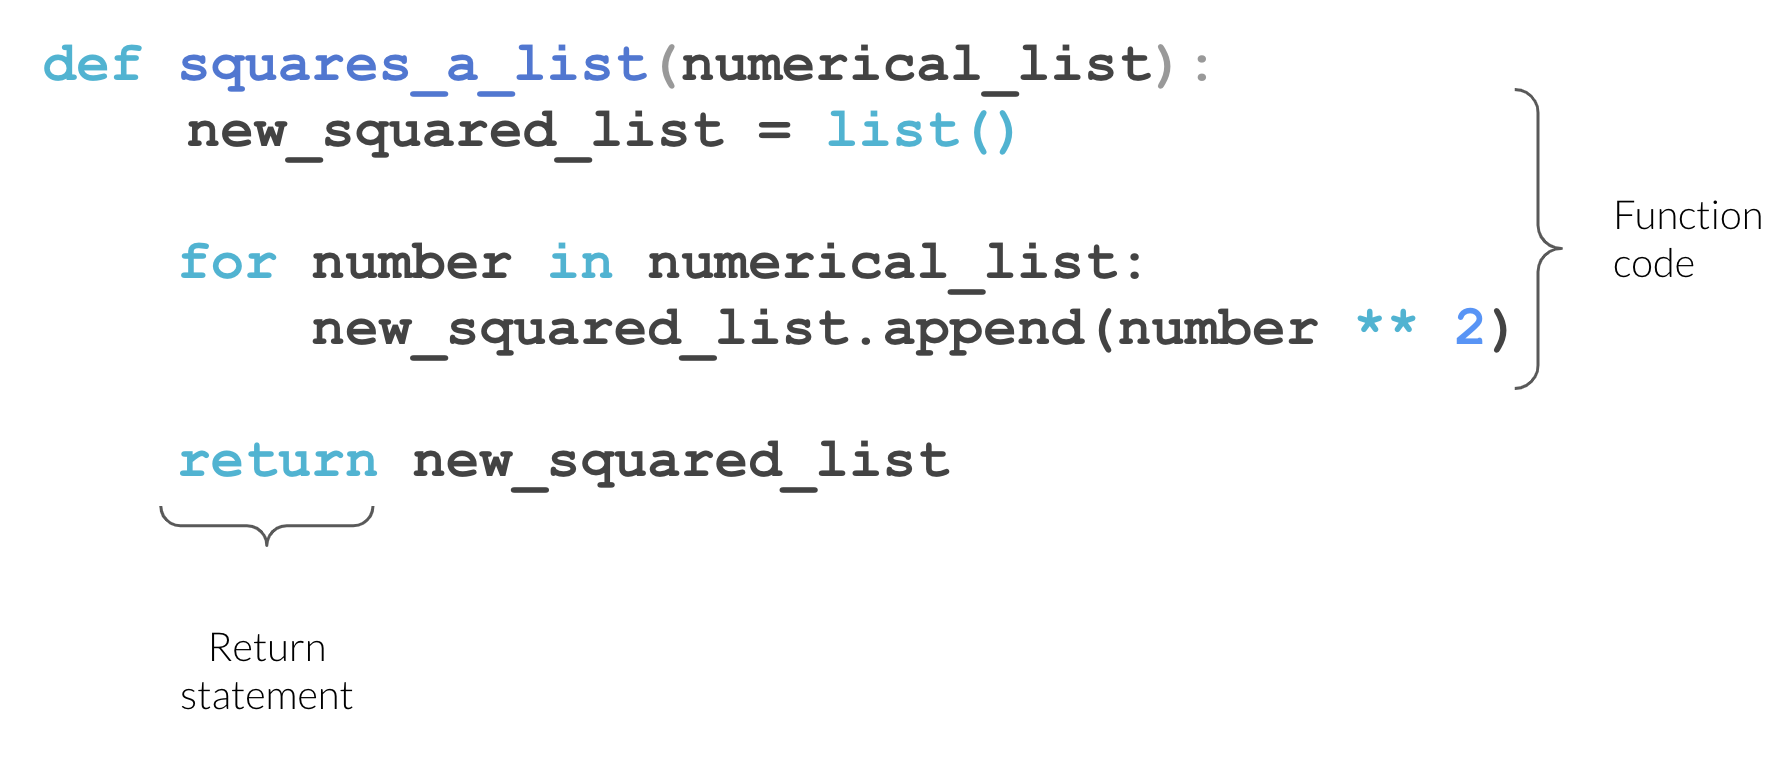 def squares_a_list(numerical_list):
new_squared_list = list()
for number in numerical_list:
new_squared_list.append(number ** 2)
return new_squared_list
Function
code
Return
statement